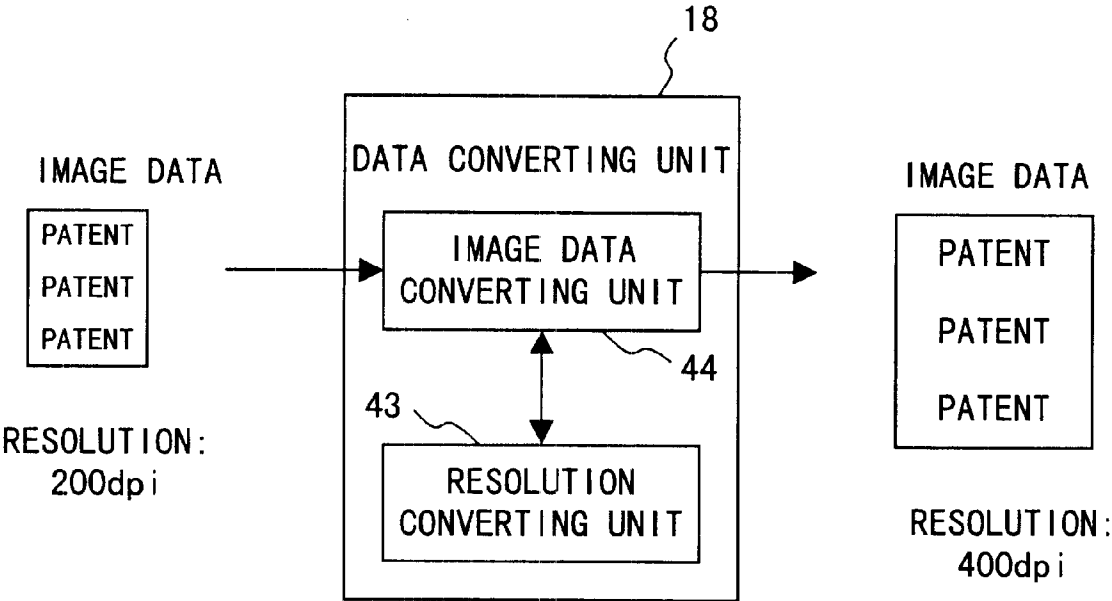 18
IMAGE DATA
PATENT
PATENT
PATENT
RESOLUTION:
200dpi
DATA CONVERTING UNIT
IMAGE DATA
CONVERTING UNIT
44
43
RESOLUTION
CONVERTING UNIT
IMAGE DATA
PATENT
PATENT
PATENT
RESOLUTION:
400dpi